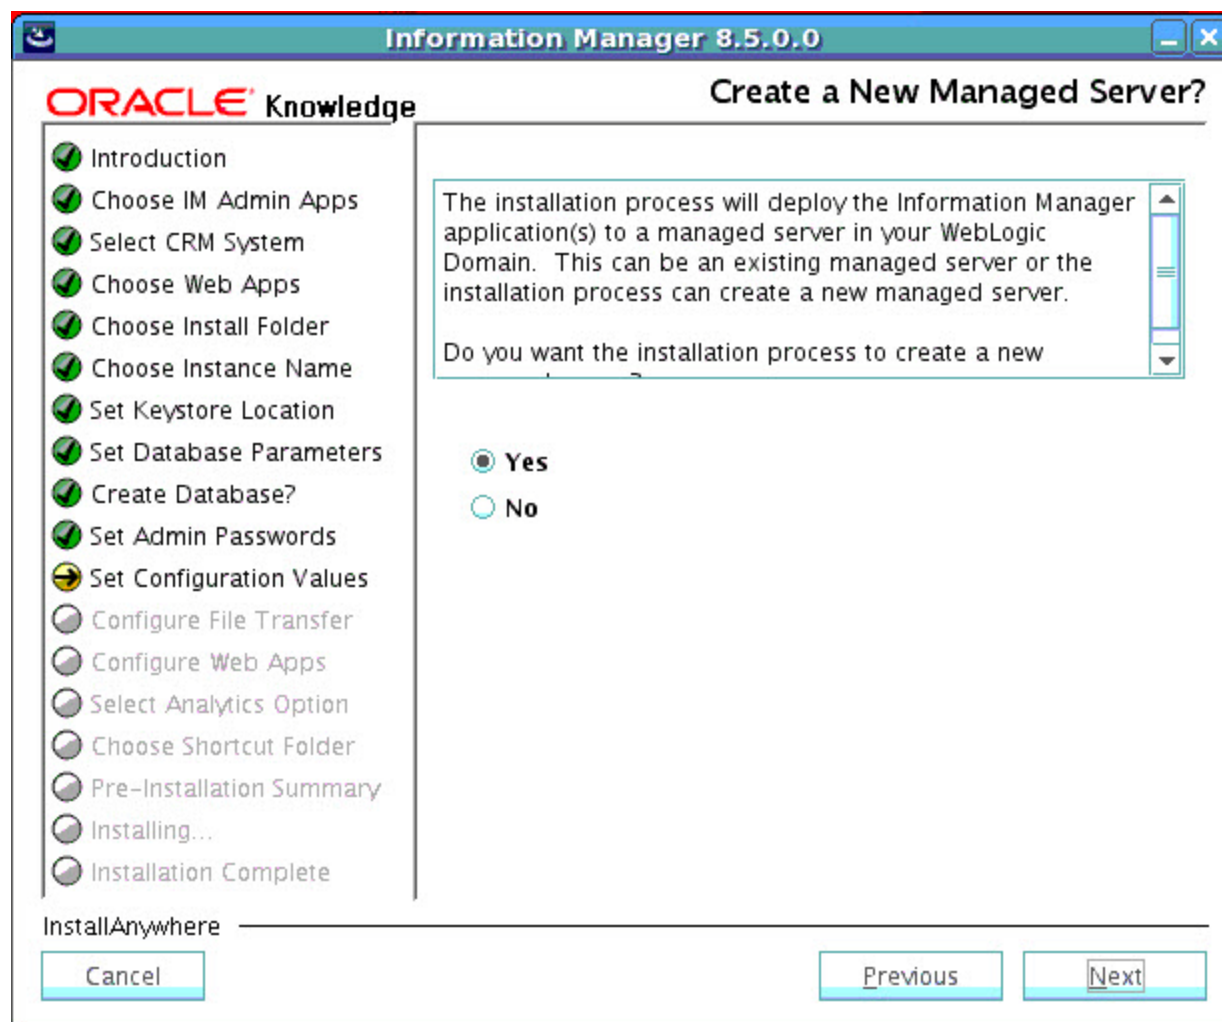 Information Manager 8.5.0.0
ORACLE Knowledge
Create a New Managed Server?
Introduction
Choose IM Admin Apps
Select CRM System
Choose Web Apps
Choose Install Folder
Choose Instance Name
Set Keystore Location
Set Database Parameters
Create Database?
Set Admin Passwords
Set Configuration Values
Configure File Transfer
Configure Web Apps
Select Analytics Option
Choose Shortcut Folder
Pre-Installation Summary
Installing...
Installation Complete
The installation process will deploy the Information Manager
application(s) to a managed server in your WebLogic
Domain.  This can be an existing managed server or the
installation process can create a new managed server.
Do you want the installation process to create a new
Yes
No
InstallAnywhere
Cancel
Previous
Next